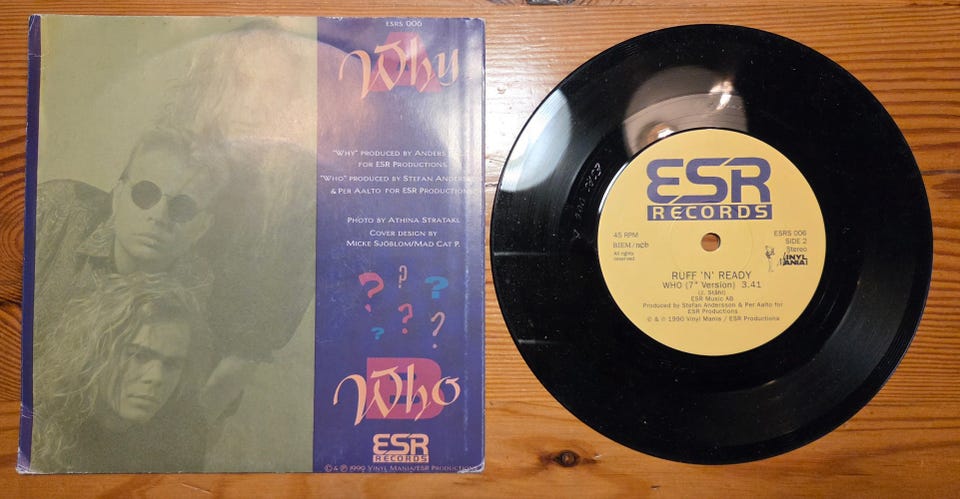 ESRS 006
A
Why
"WHY" PRODUCED BY ANDERS
FOR ESR PRODUCTIONS
"WHO" PRODUCED BY STEFAN ANDERS
& PER AALTO FOR ESR PRODUCTION
PHOTO BY ATHINA STRATAKI.
COVER DESIGN BY
MICKE SJÖBLOM/MAD CAT P.
? ? ?
? ? ?
B
Who
ESR
RECORDS
© & ℗ 1990 VINYL MANIA/ESR PRODUCTIONS
ESR
RECORDS
45 RPM
BIEM/ncb
All rights
reserved
ESRS 006
SIDE 2
Stereo
VINYL
MANIA!
RUFF 'N' READY
WHO (7" Version) 3.41
(J. Ståhl)
ESR Music AB
Produced by Stefan Andersson & Per Aalto for
ESR Productions
© & ℗ 1990 Vinyl Mania / ESR Productions